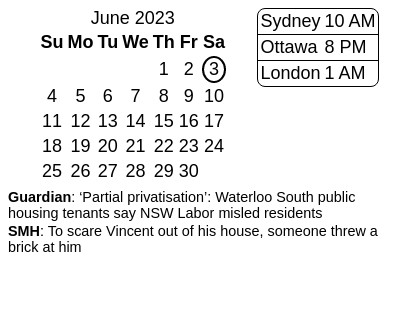 June 2023
Su Mo Tu We Th Fr Sa
1 2 3
4 5 6 7 8 9 10
11 12 13 14 15 16 17
18 19 20 21 22 23 24
25 26 27 28 29 30
Sydney 10 AM
Ottawa 8 PM
London 1 AM
Guardian: ‘Partial privatisation’: Waterloo South public
housing tenants say NSW Labor misled residents
SMH: To scare Vincent out of his house, someone threw a
brick at him